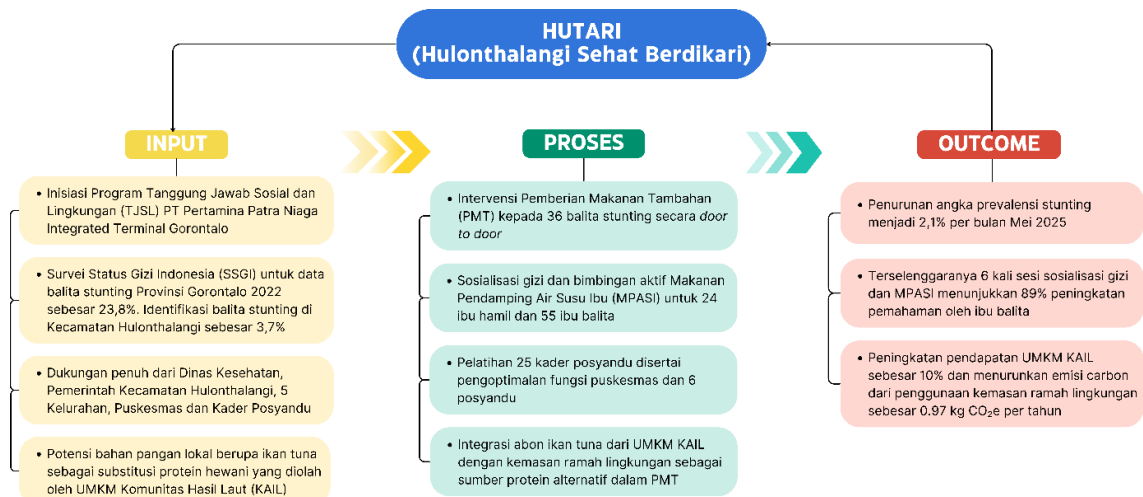 HUTARI
(Hulonthalangi Sehat Berdikari)
INPUT
• Inisiasi Program Tanggung Jawab Sosial dan
Lingkungan (TJSL) PT Pertamina Patra Niaga
Integrated Terminal Gorontalo
• Survei Status Gizi Indonesia (SSGI) untuk data
balita stunting Provinsi Gorontalo 2022
sebesar 23,8%. Identifikasi balita stunting di
Kecamatan Hulonthalangi sebesar 3,7%
• Dukungan penuh dari Dinas Kesehatan,
Pemerintah Kecamatan Hulonthalangi, 5
Kelurahan, Puskesmas dan Kader Posyandu
• Potensi bahan pangan lokal berupa ikan tuna
sebagai substitusi protein hewani yang diolah
oleh UMKM Komunitas Hasil Laut (KAIL)
PROSES
• Intervensi Pemberian Makanan Tambahan
(PMT) kepada 36 balita stunting secara door
to door
• Sosialisasi gizi dan bimbingan aktif Makanan
Pendamping Air Susu Ibu (MPASI) untuk 24
ibu hamil dan 55 ibu balita
• Pelatihan 25 kader posyandu disertai
pengoptimalan fungsi puskesmas dan 6
posyandu
• Integrasi abon ikan tuna dari UMKM KAIL
dengan kemasan ramah lingkungan sebagai
sumber protein alternatif dalam PMT
OUTCOME
• Penurunan angka prevalensi stunting
menjadi 2,1% per bulan Mei 2025
• Terselenggaranya 6 kali sesi sosialisasi gizi
dan MPASI menunjukkan 89% peningkatan
pemahaman oleh ibu balita
• Peningkatan pendapatan UMKM KAIL
sebesar 10% dan menurunkan emisi carbon
dari penggunaan kemasan ramah lingkungan
sebesar 0.97 kg CO₂e per tahun